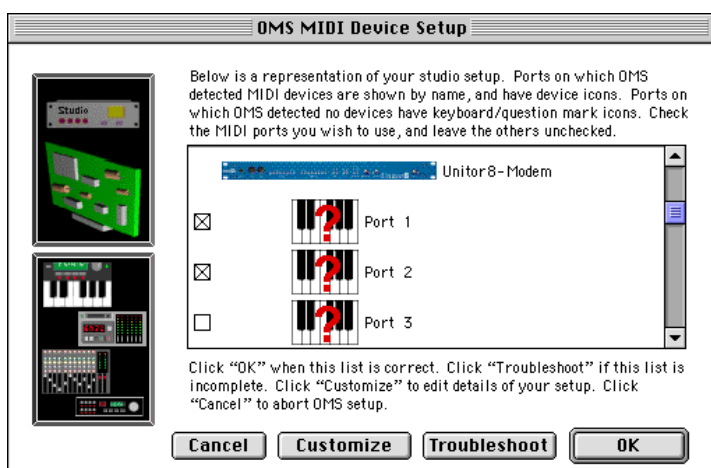 OMS MIDI Device Setup
Below is a representation of your studio setup. Ports on which OMS
detected MIDI devices are shown by name, and have device icons. Ports on
which OMS detected no devices have keyboard/question mark icons. Check
the MIDI ports you wish to use, and leave the others unchecked.
Studio
Unitor8-Modem
? Port 1
? Port 2
? Port 3
Click “OK” when this list is correct. Click “Troubleshoot” if this list is
incomplete. Click “Customize” to edit details of your setup. Click
“Cancel” to abort OMS setup.
Cancel Customize Troubleshoot OK